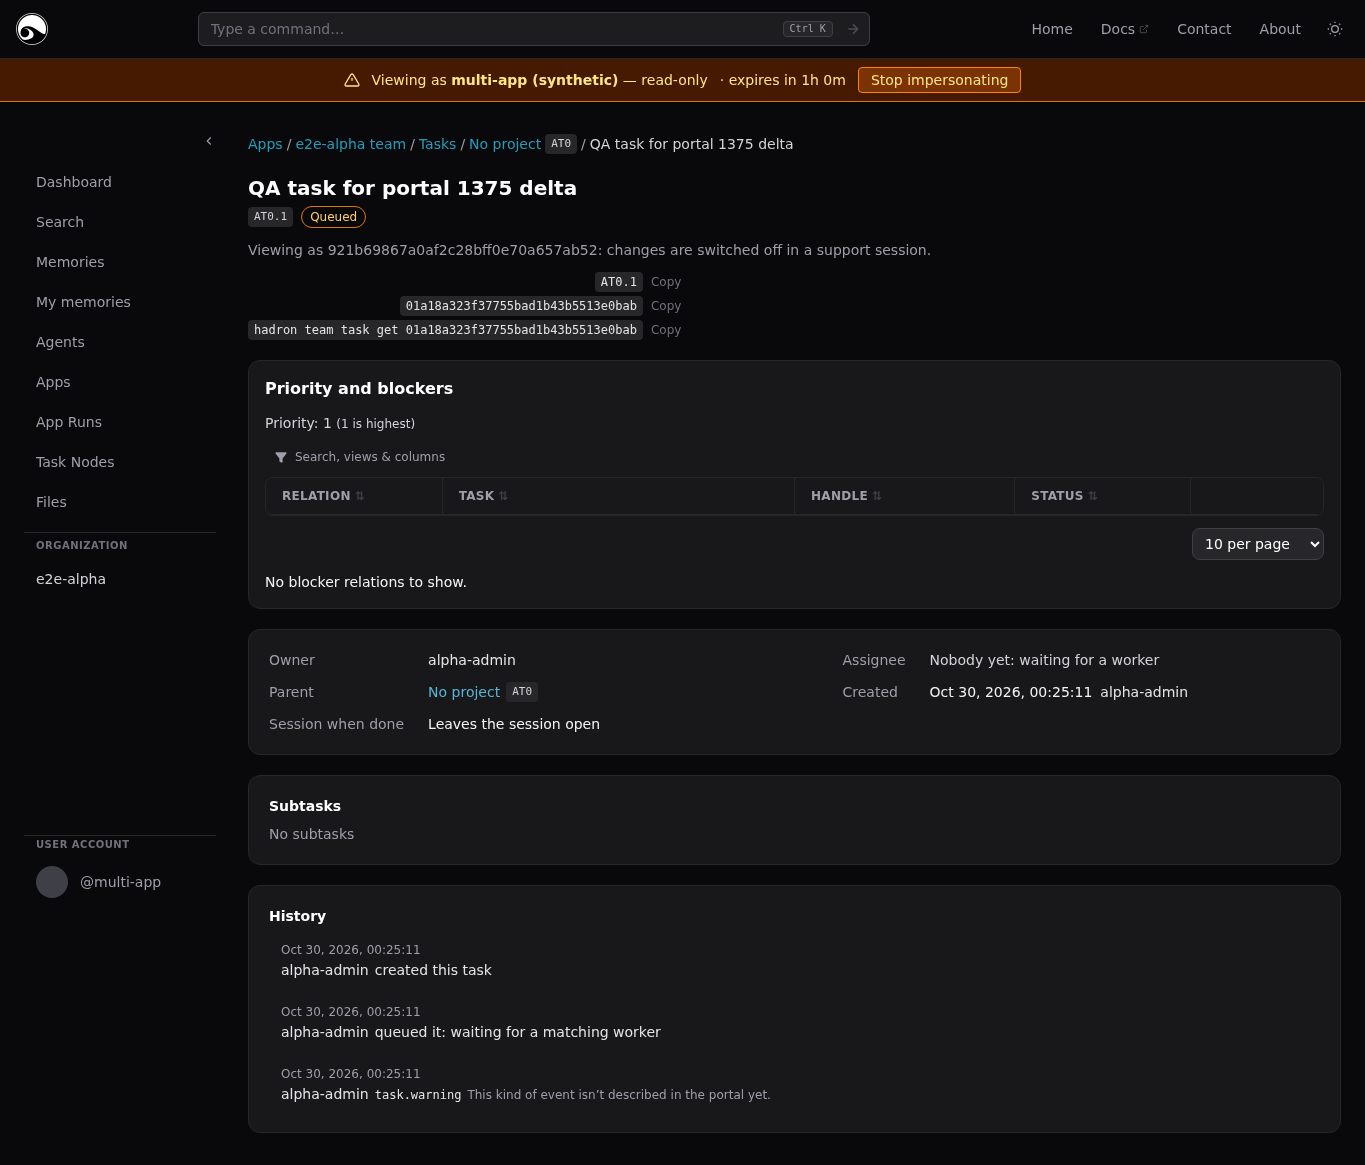 Type a command…
Ctrl K
Home
Docs
Contact
About
Viewing as multi-app (synthetic) — read-only · expires in 1h 0m
Stop impersonating
Apps / e2e-alpha team / Tasks / No project AT0 / QA task for portal 1375 delta
Dashboard
Search
Memories
My memories
Agents
Apps
App Runs
Task Nodes
Files
ORGANIZATION
e2e-alpha
USER ACCOUNT
@multi-app
QA task for portal 1375 delta
AT0.1 Queued
Viewing as 921b69867a0af2c28bff0e70a657ab52: changes are switched off in a support session.
AT0.1 Copy
01a18a323f37755bad1b43b5513e0bab Copy
hadron team task get 01a18a323f37755bad1b43b5513e0bab Copy
Priority and blockers
Priority: 1 (1 is highest)
Search, views & columns
RELATION TASK HANDLE STATUS
10 per page
No blocker relations to show.
Owner alpha-admin Assignee Nobody yet: waiting for a worker
Parent No project AT0 Created Oct 30, 2026, 00:25:11 alpha-admin
Session when done Leaves the session open
Subtasks
No subtasks
History
Oct 30, 2026, 00:25:11
alpha-admin created this task
Oct 30, 2026, 00:25:11
alpha-admin queued it: waiting for a matching worker
Oct 30, 2026, 00:25:11
alpha-admin task.warning This kind of event isn’t described in the portal yet.